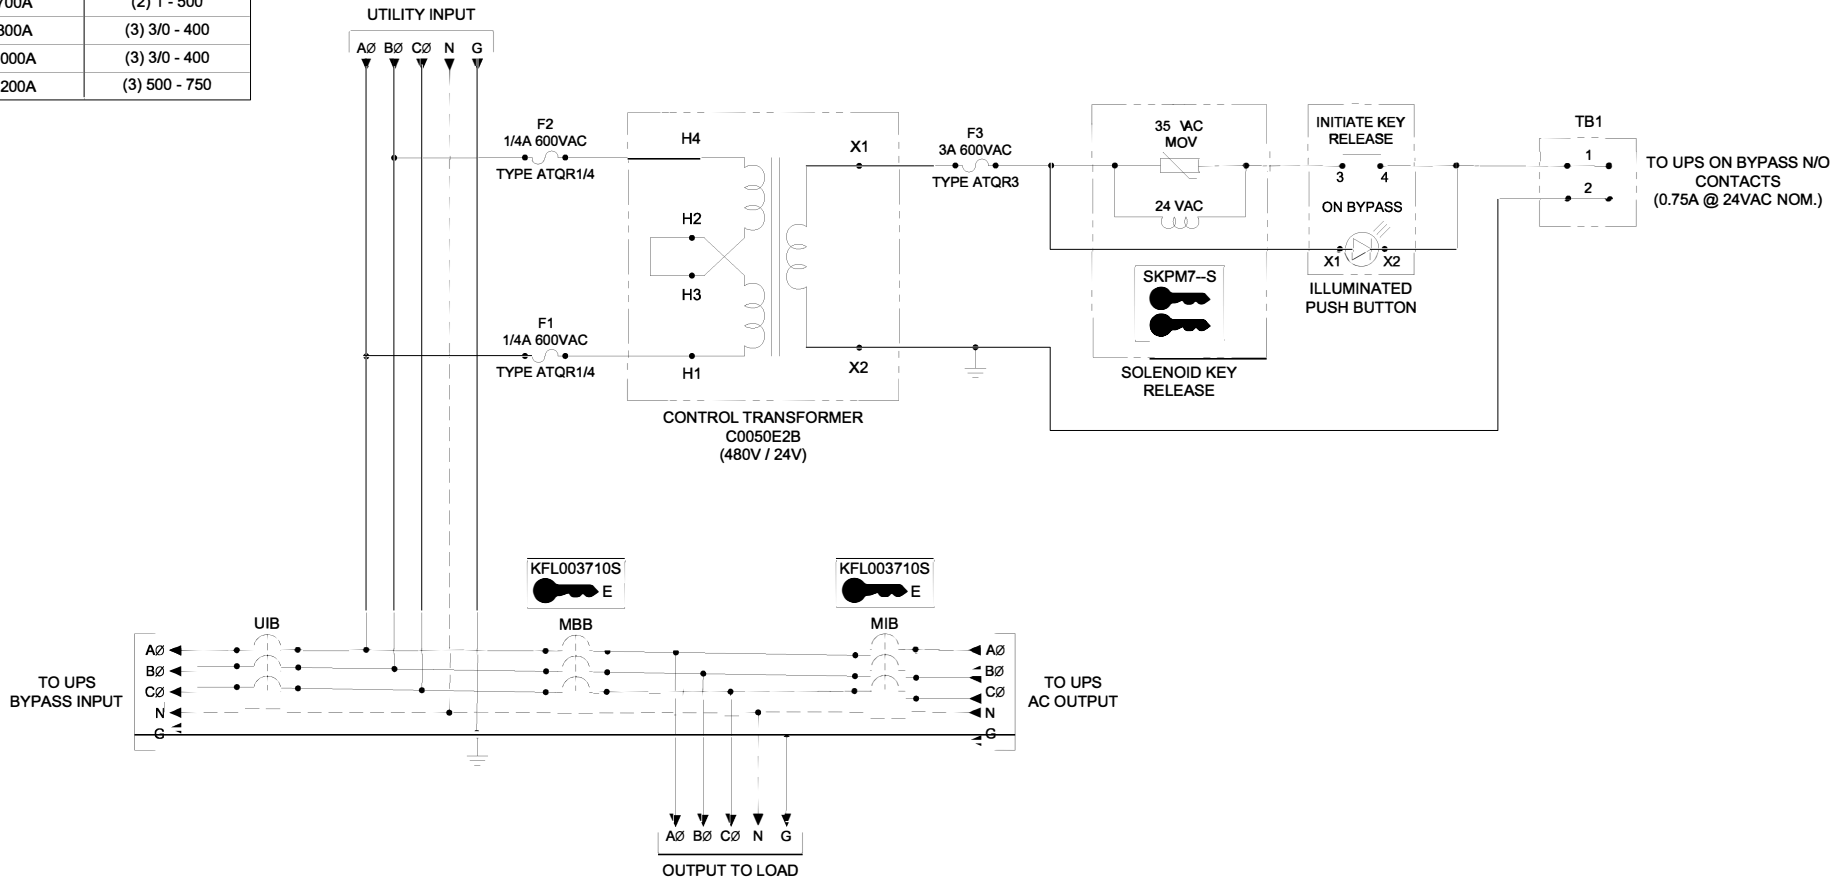 700A (2) 1 - 500
800A (3) 3/0 - 400
000A (3) 3/0 - 400
200A (3) 500 - 750
UTILITY INPUT
AØ BØ CØ N G
F2
1/4A 600VAC
TYPE ATQR1/4
H4
H2
H3
H1
F1
1/4A 600VAC
TYPE ATQR1/4
X1
X2
CONTROL TRANSFORMER
C0050E2B
(480V / 24V)
F3
3A 600VAC
TYPE ATQR3
35 VAC
MOV
24 VAC
SKPM7--S
SOLENOID KEY
RELEASE
INITIATE KEY
RELEASE
3 4
ON BYPASS
X1 X2
ILLUMINATED
PUSH BUTTON
TB1
1
2
TO UPS ON BYPASS N/O
CONTACTS
(0.75A @ 24VAC NOM.)
KFL003710S
E
KFL003710S
E
UIB
MBB
MIB
TO UPS
BYPASS INPUT
AØ
BØ
CØ
N
G
AØ
BØ
CØ
N
G
TO UPS
AC OUTPUT
AØ BØ CØ N G
OUTPUT TO LOAD